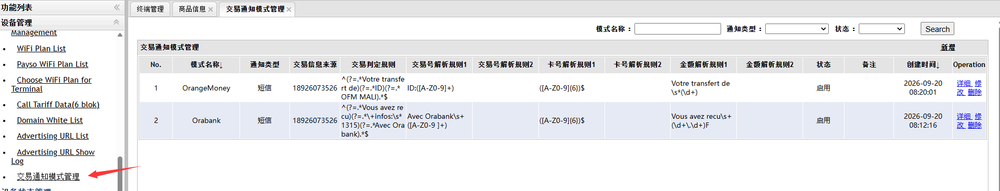 功能列表
终端管理
商品信息
交易通知模式管理
设备管理
Management
WiFi Plan List
Payso WiFi Plan List
Choose WiFi Plan for
Terminal
Call Tariff Data(6 blok)
Domain White List
Advertising URL List
Advertising URL Show
Log
交易通知模式管理
模式名称：
通知类型：
状态：
Search
交易通知模式管理
新增
No. 模式名称↓ 通知类型 交易信息来源 交易判定规则 交易号解析规则1 交易号解析规则2 卡号解析规则1 卡号解析规则2 金额解析规则1 金额解析规则2 状态 备注 创建时间↓ Operation
1
OrangeMoney
短信
18926073526
^(?=.*Votre transfe
rt de)(?=.*ID)(?=.*
OFM MALI).*$
ID:([A-Z0-9]+)
([A-Z0-9]{6})$
Votre transfert de
\s*(\d+)
启用
2026-09-20
08:20:01
详细 修
改 删除
2
Orabank
短信
18926073526
^(?=.*Vous avez re
cu)(?=.*\+infos:\s*
1315)(?=.*Avec Ora
bank).*$
Avec Orabank\s+
([A-Z0-9 ]+)
([A-Z0-9]{6})$
Vous avez recu\s+
(\d+\.\d+)F
启用
2026-09-20
08:12:16
详细 修
改 删除